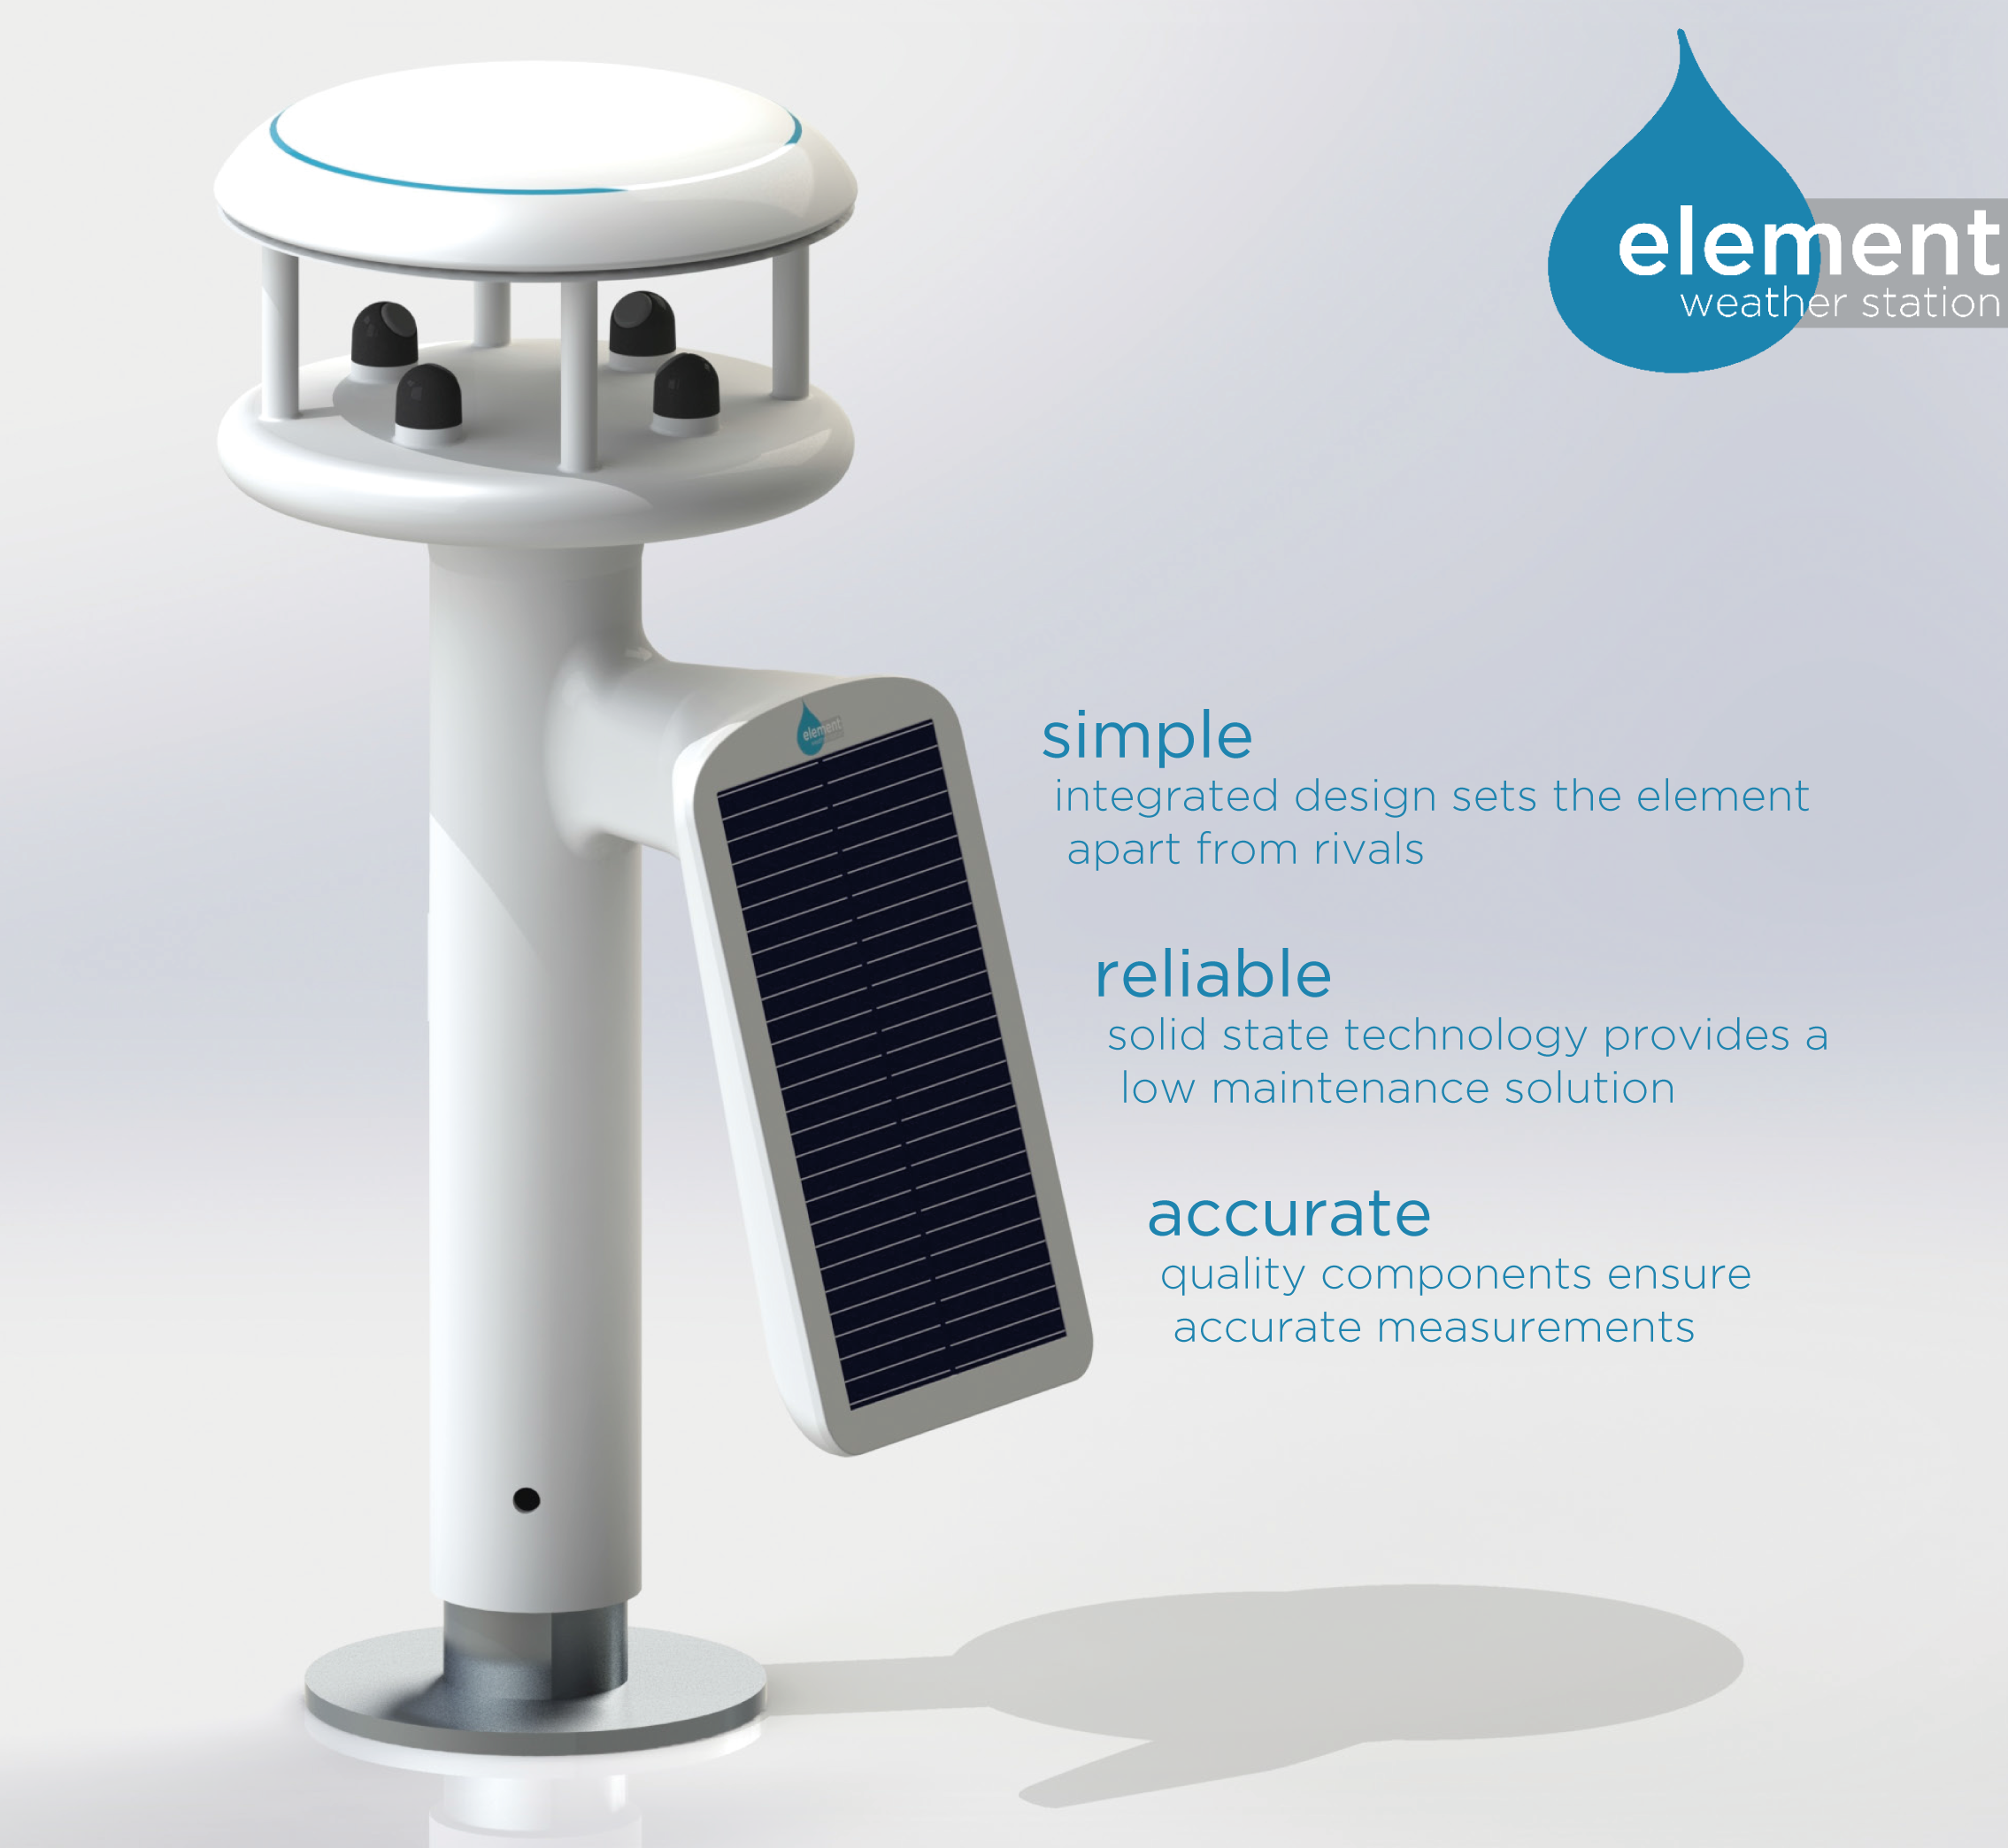 element
weather station
element
simple
integrated design sets the element
apart from rivals
reliable
solid state technology provides a
low maintenance solution
accurate
quality components ensure
accurate measurements